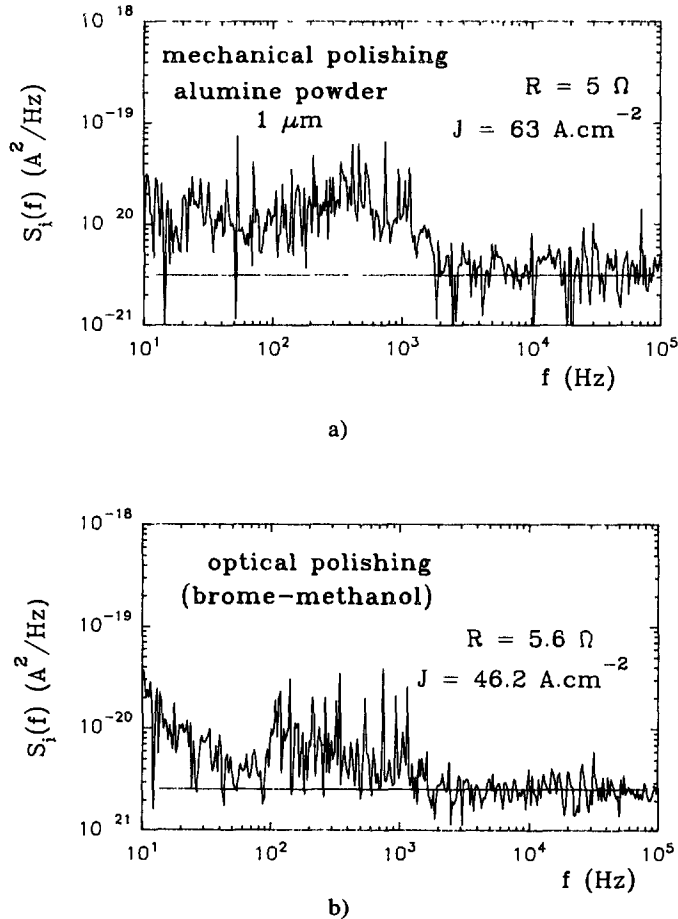 10 ¹⁸
mechanical polishing
alumine powder
1 μm
R = 5 Ω
J = 63 A.cm⁻²
10⁻¹⁹
10 ²⁰
10⁻²¹
Sᵢ(f) (A²/Hz)
10¹ 10² 10³ 10⁴ 10⁵
f (Hz)
a)
10⁻¹⁸
optical polishing
(brome-methanol)
R = 5.6 Ω
J = 46.2 A.cm⁻²
10⁻¹⁹
10⁻²⁰
10 ²¹
Sᵢ(f) (A²/Hz)
10¹ 10² 10³ 10⁴ 10⁵
f (Hz)
b)